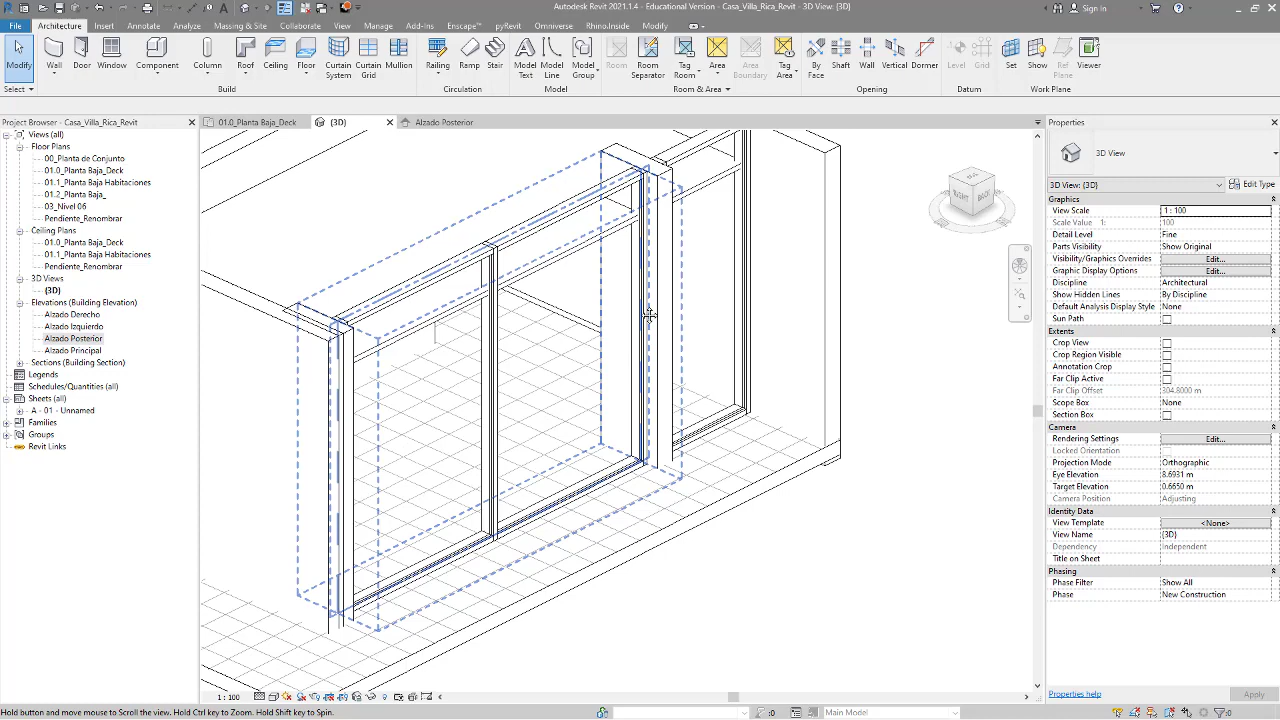 Autodesk Revit 2021.1.4 - Educational Version - Casa_Villa_Rica_Revit - 3D View: {3D}
Sign In
File Architecture Insert Annotate Analyze Massing & Site Collaborate View Manage Add-Ins Enscape™ pyRevit Omniverse Rhino.Inside Modify
Modify Wall Door Window Component Column Roof Ceiling Floor Curtain System Curtain Grid Mullion Railing Ramp Stair Model Text Model Line Model Group Room Room Separator Tag Room Area Area Boundary Tag Area By Face Shaft Wall Vertical Dormer Level Grid Set Show Ref Plane Viewer
Select Build Circulation Model Room & Area Opening Datum Work Plane
Project Browser - Casa_Villa_Rica_Revit
Views (all)
Floor Plans
00_Planta de Conjunto
01.0_Planta Baja_Deck
01.1_Planta Baja Habitaciones
01.2_Planta Baja_
03_Nivel 06
Pendiente_Renombrar
Ceiling Plans
01.0_Planta Baja_Deck
01.1_Planta Baja Habitaciones
Pendiente_Renombrar
3D Views
{3D}
Elevations (Building Elevation)
Alzado Derecho
Alzado Izquierdo
Alzado Posterior
Alzado Principal
Sections (Building Section)
Legends
Schedules/Quantities (all)
Sheets (all)
A - 01 - Unnamed
Families
Groups
Revit Links
01.0_Planta Baja_Deck {3D} Alzado Posterior
RIGHT BACK
Properties
3D View
3D View: {3D} Edit Type
Graphics
View Scale 1 : 100
Scale Value 1: 100
Detail Level Fine
Parts Visibility Show Original
Visibility/Graphics Overrides Edit...
Graphic Display Options Edit...
Discipline Architectural
Show Hidden Lines By Discipline
Default Analysis Display Style None
Sun Path
Extents
Crop View
Crop Region Visible
Annotation Crop
Far Clip Active
Far Clip Offset 304.8000 m
Scope Box None
Section Box
Camera
Rendering Settings Edit...
Locked Orientation
Projection Mode Orthographic
Eye Elevation 8.6931 m
Target Elevation 0.6650 m
Camera Position Adjusting
Identity Data
View Template <None>
View Name {3D}
Dependency Independent
Title on Sheet
Phasing
Phase Filter Show All
Phase New Construction
Properties help Apply
1 : 100
Hold button and move mouse to Scroll the view. Hold Ctrl key to Zoom. Hold Shift key to Spin.
:0 Main Model :0